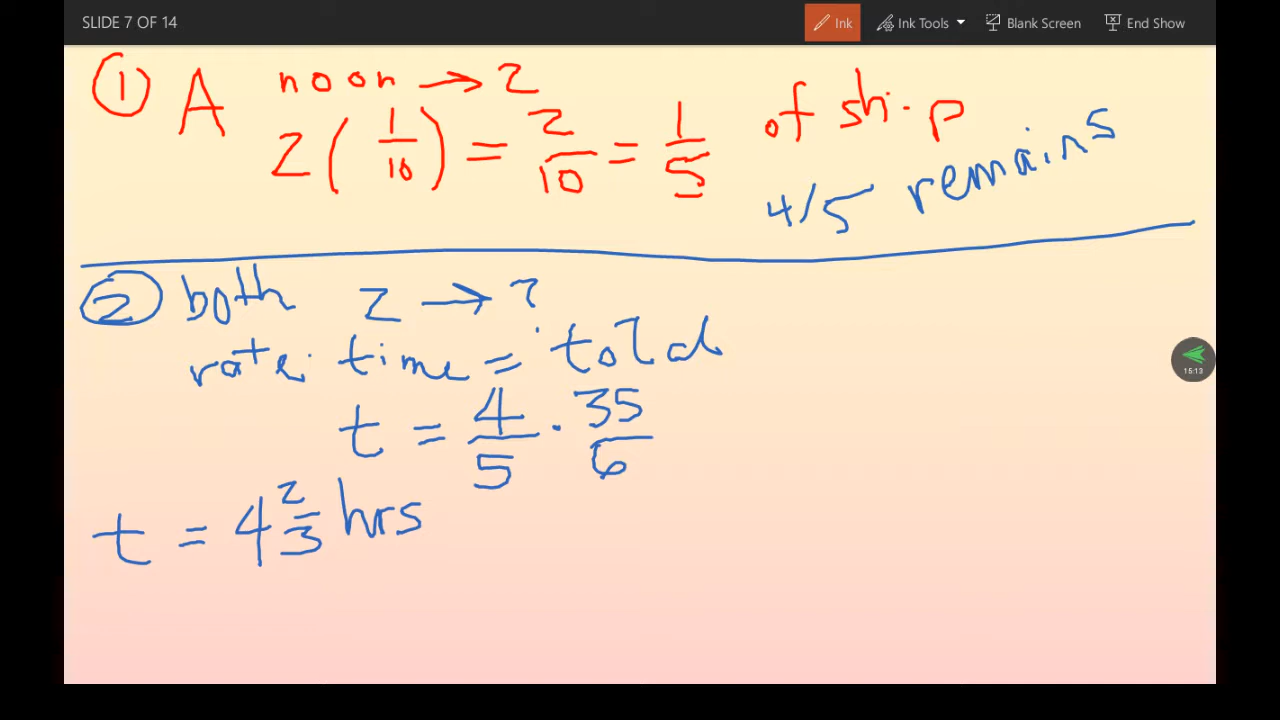 SLIDE 7 OF 14 Ink Ink Tools Blank Screen End Show
① A noon → 2
2(1/10) = 2/10 = 1/5 of ship
4/5 remains
② both 2 → ?
rate · time = total
t = 4/5 · 35/6
t = 4 2/3 hrs
15:13